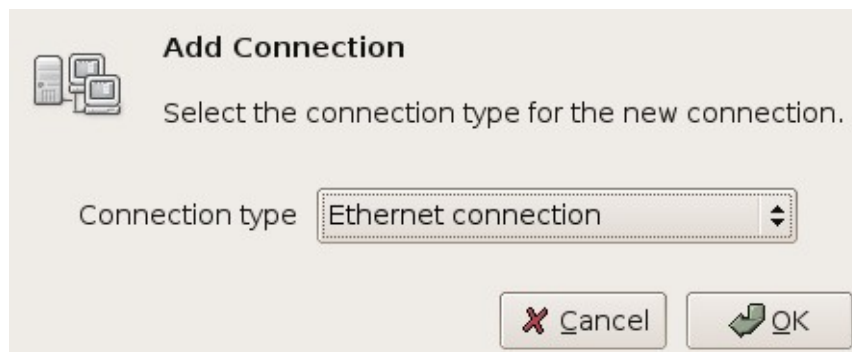 Add Connection
Select the connection type for the new connection.
Connection type Ethernet connection
Cancel OK